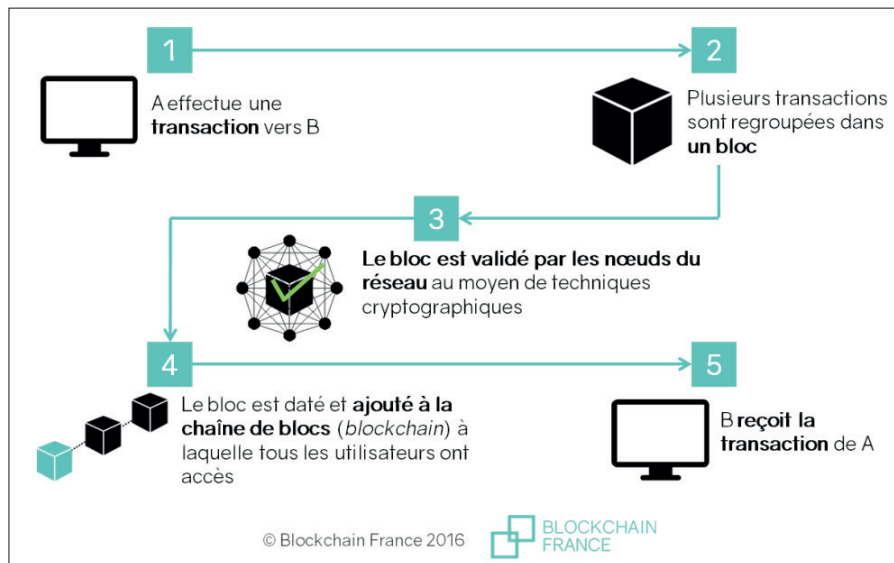 1
A effectue une
transaction vers B
2
Plusieurs transactions
sont regroupées dans
un bloc
3
Le bloc est validé par les nœuds du
réseau au moyen de techniques
cryptographiques
4
Le bloc est daté et ajouté à la
chaîne de blocs (blockchain) à
laquelle tous les utilisateurs ont
accès
5
B reçoit la
transaction de A
© Blockchain France 2016
BLOCKCHAIN
FRANCE